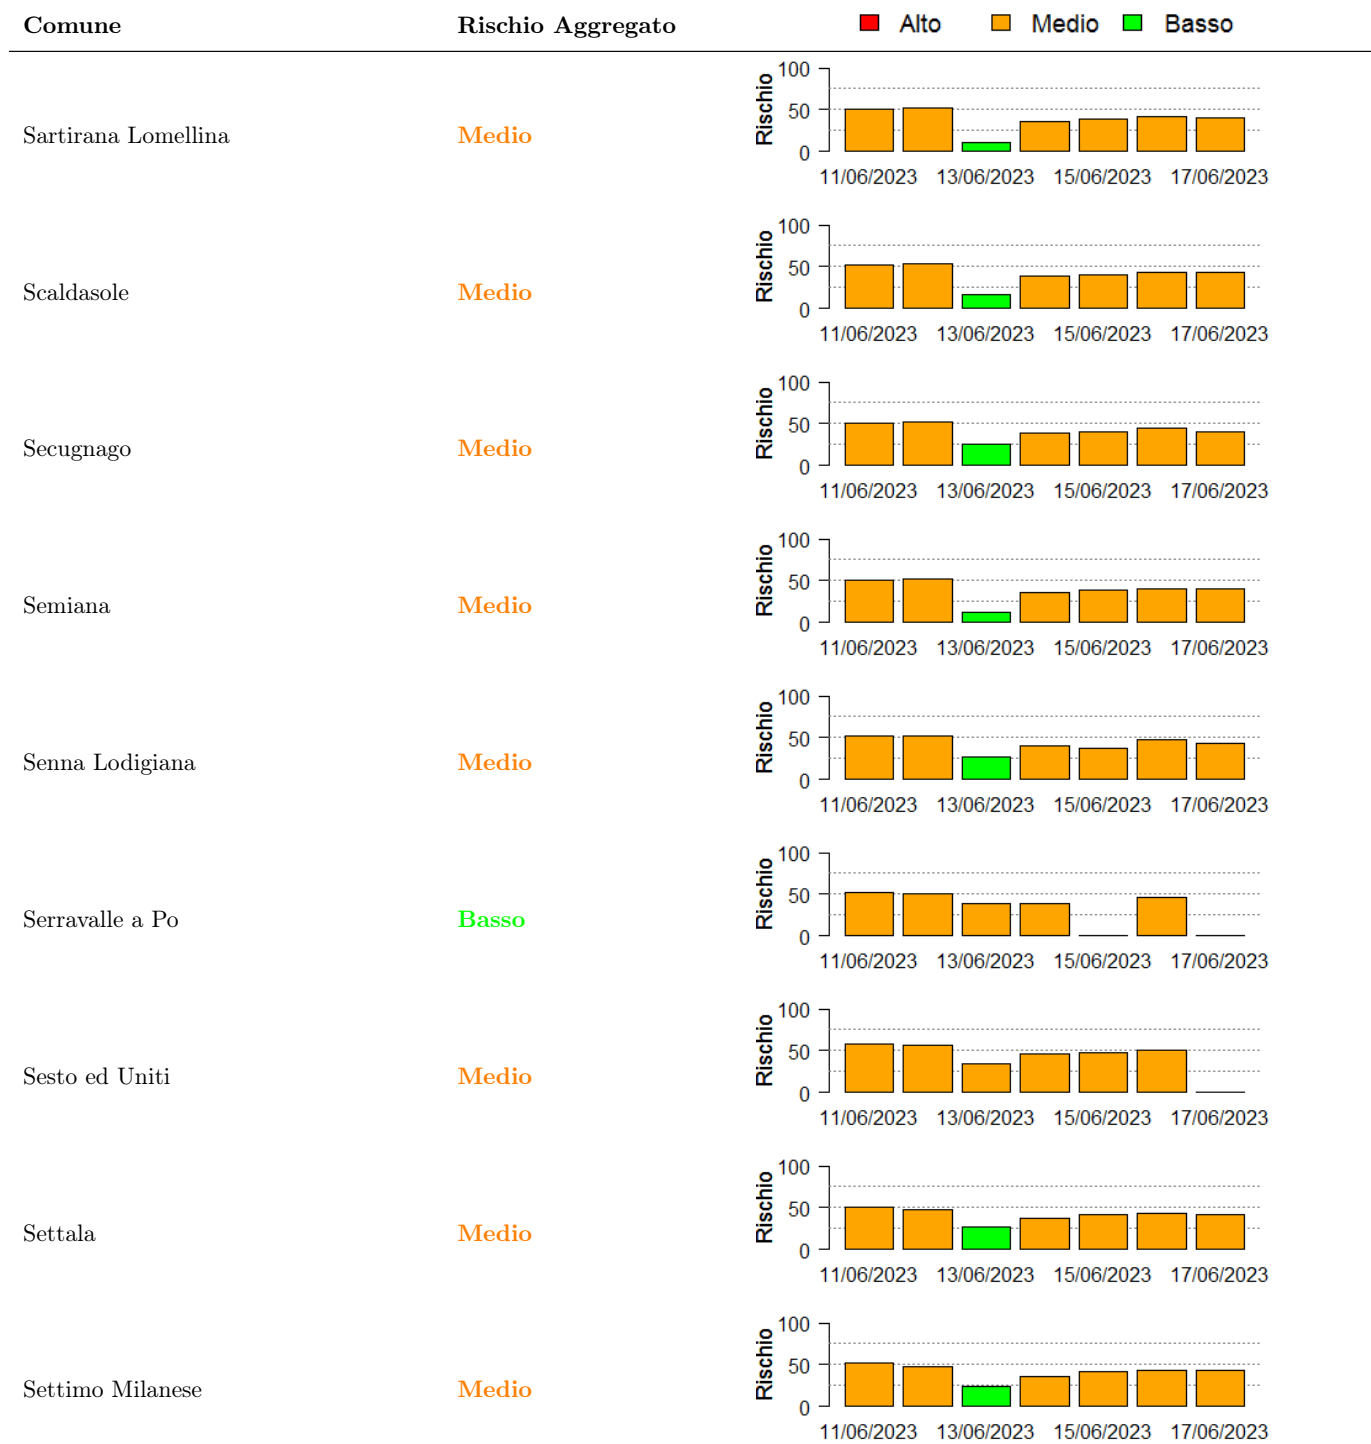 Comune Rischio Aggregato Alto Medio Basso
100
50
0
Rischio
Sartirana Lomellina Medio
11/06/2023 13/06/2023 15/06/2023 17/06/2023
100
50
0
Rischio
Scaldasole Medio
11/06/2023 13/06/2023 15/06/2023 17/06/2023
100
50
0
Rischio
Secugnago Medio
11/06/2023 13/06/2023 15/06/2023 17/06/2023
100
50
0
Rischio
Semiana Medio
11/06/2023 13/06/2023 15/06/2023 17/06/2023
100
50
0
Rischio
Senna Lodigiana Medio
11/06/2023 13/06/2023 15/06/2023 17/06/2023
100
50
0
Rischio
Serravalle a Po Basso
11/06/2023 13/06/2023 15/06/2023 17/06/2023
100
50
0
Rischio
Sesto ed Uniti Medio
11/06/2023 13/06/2023 15/06/2023 17/06/2023
100
50
0
Rischio
Settala Medio
11/06/2023 13/06/2023 15/06/2023 17/06/2023
100
50
0
Rischio
Settimo Milanese Medio
11/06/2023 13/06/2023 15/06/2023 17/06/2023